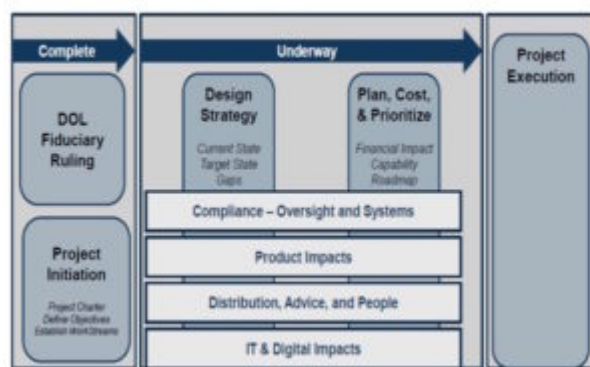 Complete
Underway
Project
Execution
DOL
Fiduciary
Ruling
Design
Strategy
Current State
Target State
Gaps
Plan, Cost,
& Prioritize
Financial Impact
Capability
Roadmap
Compliance – Oversight and Systems
Project
Initiation
Project Charter
Define Objectives
Establish WorkStreams
Product Impacts
Distribution, Advice, and People
IT & Digital Impacts